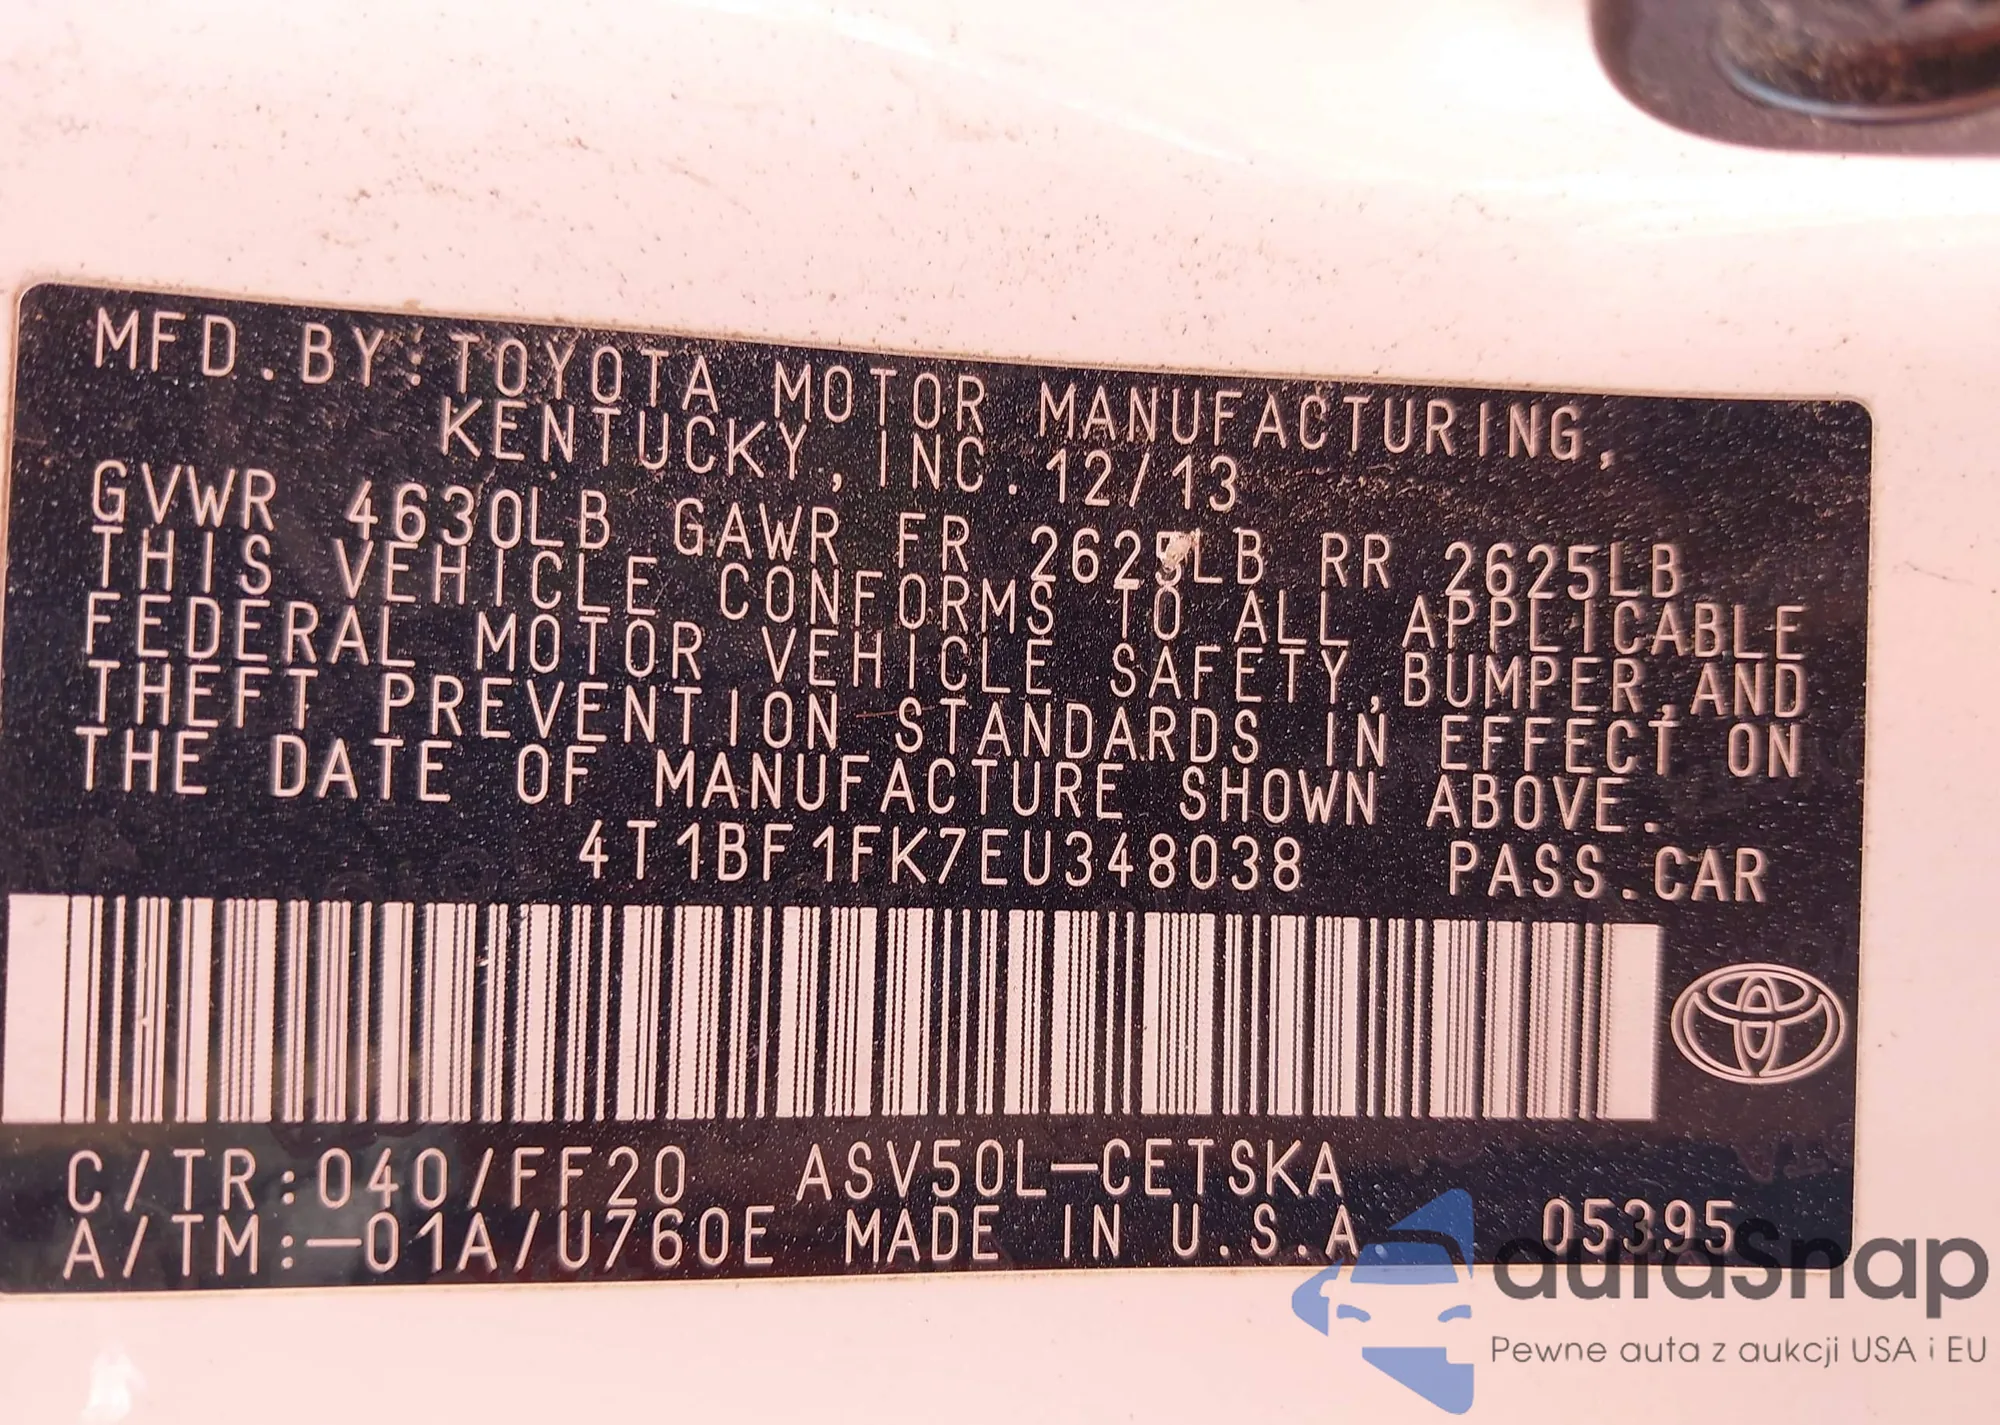 MFD.BY:TOYOTA MOTOR MANUFACTURING,
KENTUCKY, INC. 12/13
GVWR 4630LB GAWR FR 2625LB RR 2625LB
THIS VEHICLE CONFORMS TO ALL APPLICABLE
FEDERAL MOTOR VEHICLE SAFETY,BUMPER,AND
THEFT PREVENTION STANDARDS IN EFFECT ON
THE DATE OF MANUFACTURE SHOWN ABOVE.
4T1BF1FK7EU348038 PASS.CAR
C/TR:040/FF20 ASV50L-CETSKA
A/TM:-01A/U760E MADE IN U.S.A. 05395
autaSnap
Pewne auta z aukcji USA i EU